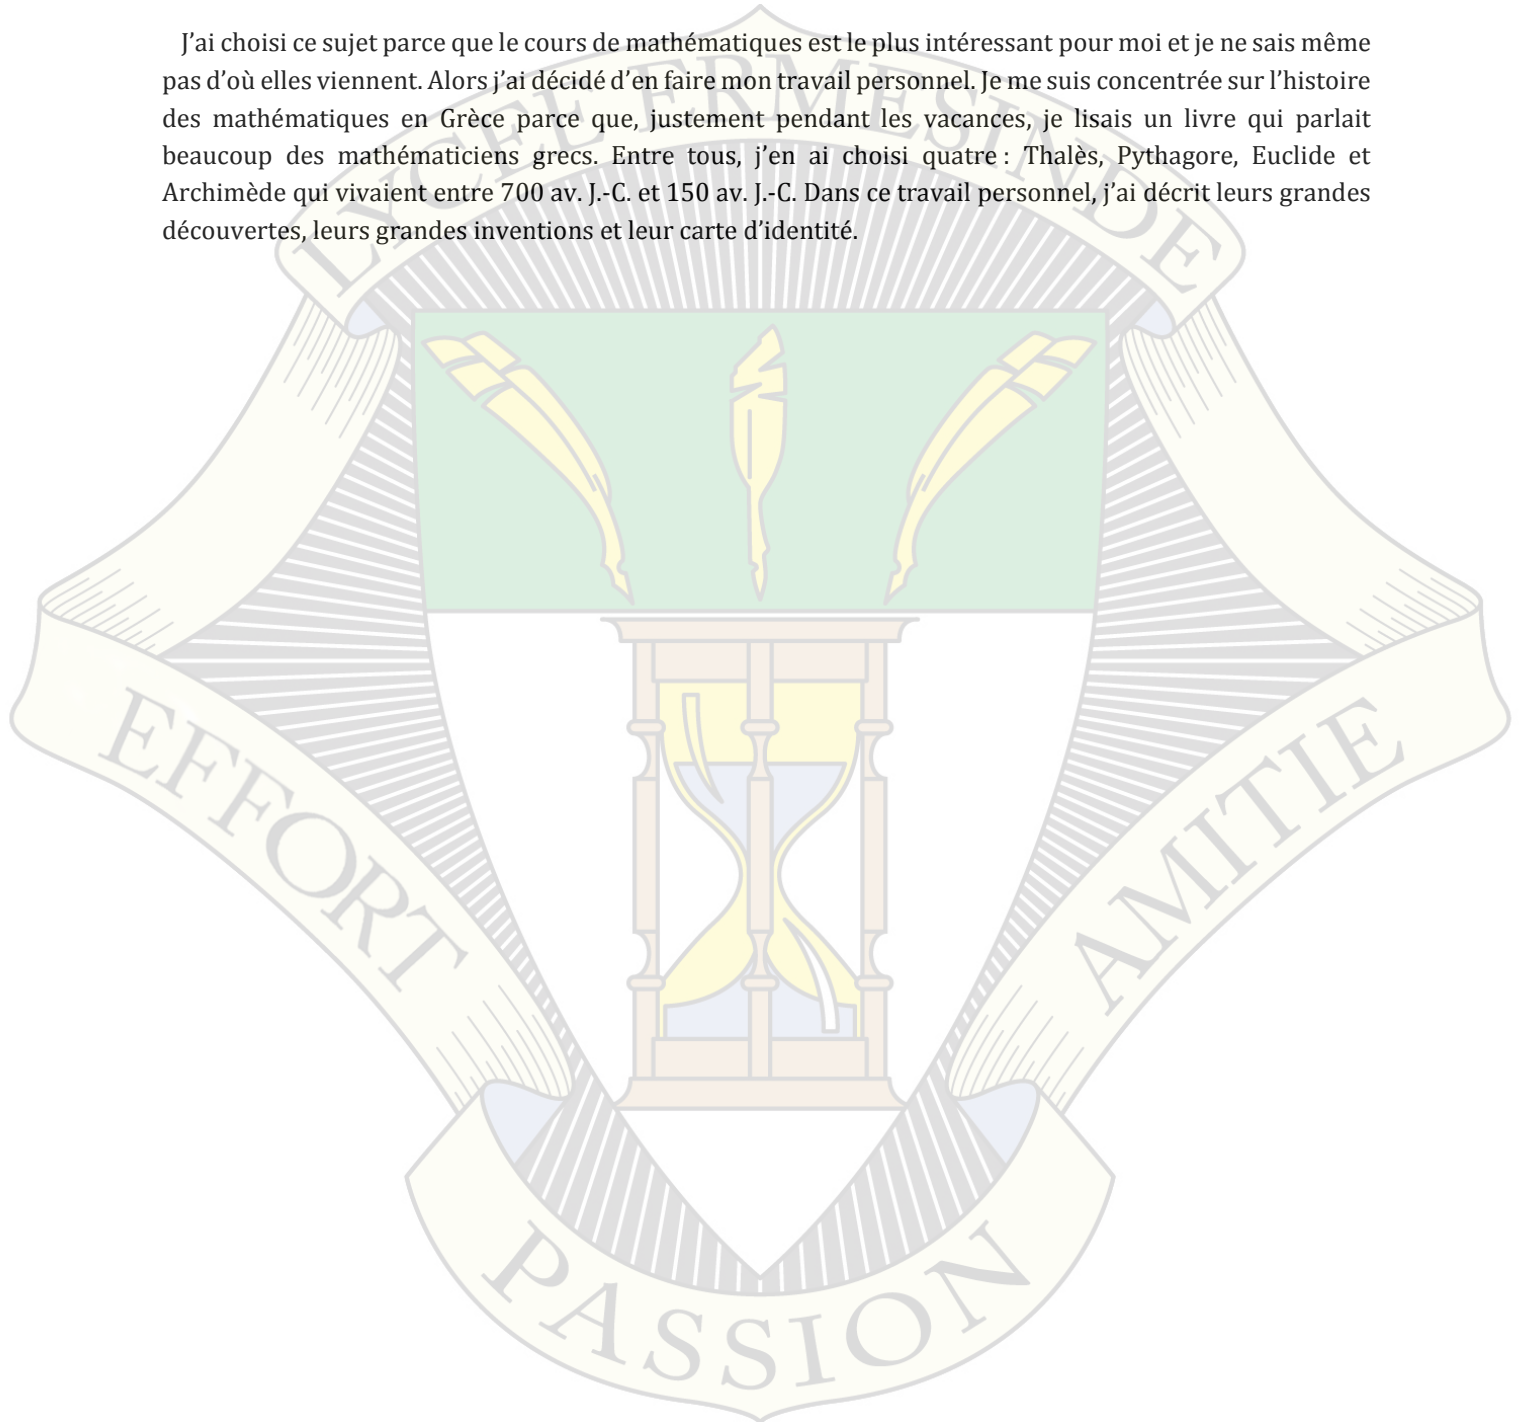 J’ai choisi ce sujet parce que le cours de mathématiques est le plus intéressant pour moi et je ne sais même
pas d’où elles viennent. Alors j’ai décidé d’en faire mon travail personnel. Je me suis concentrée sur l’histoire
des mathématiques en Grèce parce que, justement pendant les vacances, je lisais un livre qui parlait
beaucoup des mathématiciens grecs. Entre tous, j’en ai choisi quatre : Thalès, Pythagore, Euclide et
Archimède qui vivaient entre 700 av. J.-C. et 150 av. J.-C. Dans ce travail personnel, j’ai décrit leurs grandes
découvertes, leurs grandes inventions et leur carte d’identité.
LYCEE ERMESINDE
EFFORT
AMITIE
PASSION